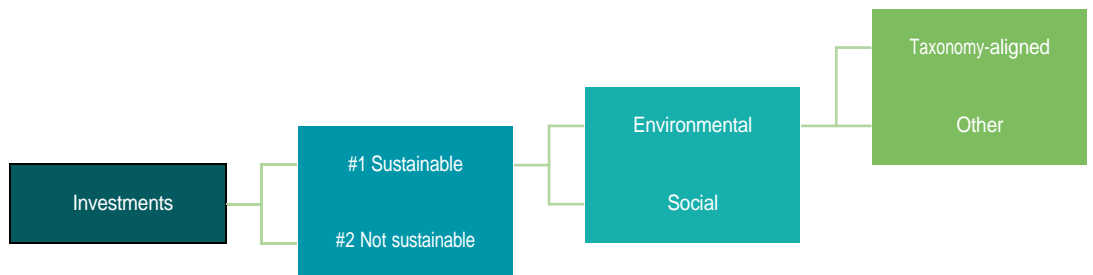 Investments
#1 Sustainable
#2 Not sustainable
Environmental
Social
Taxonomy-aligned
Other